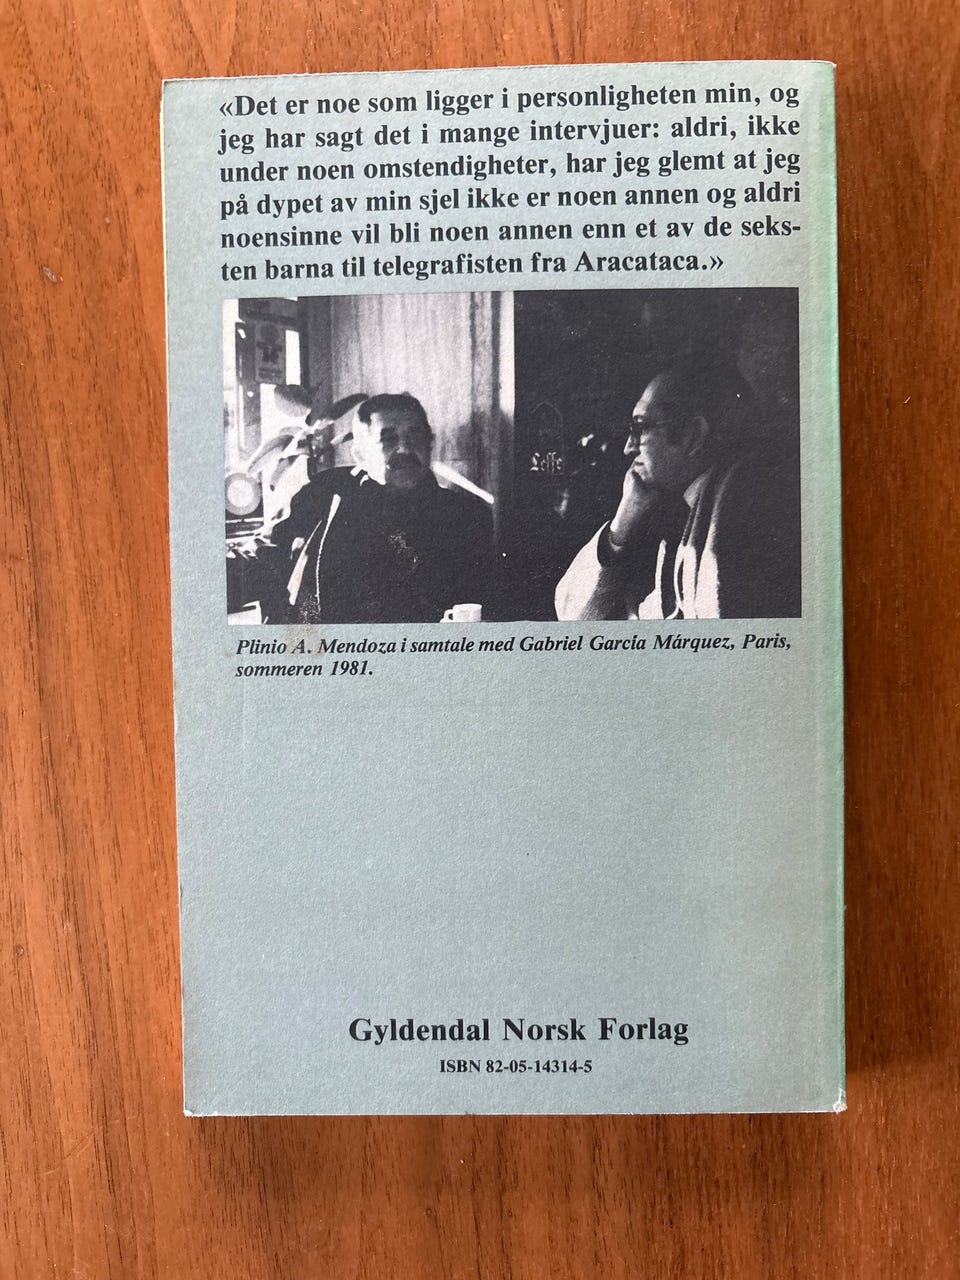 «Det er noe som ligger i personligheten min, og
jeg har sagt det i mange intervjuer: aldri, ikke
under noen omstendigheter, har jeg glemt at jeg
på dypet av min sjel ikke er noen annen og aldri
noensinne vil bli noen annen enn et av de seks-
ten barna til telegrafisten fra Aracataca.»
Leffe
Plinio A. Mendoza i samtale med Gabriel García Márquez, Paris,
sommeren 1981.
Gyldendal Norsk Forlag
ISBN 82-05-14314-5